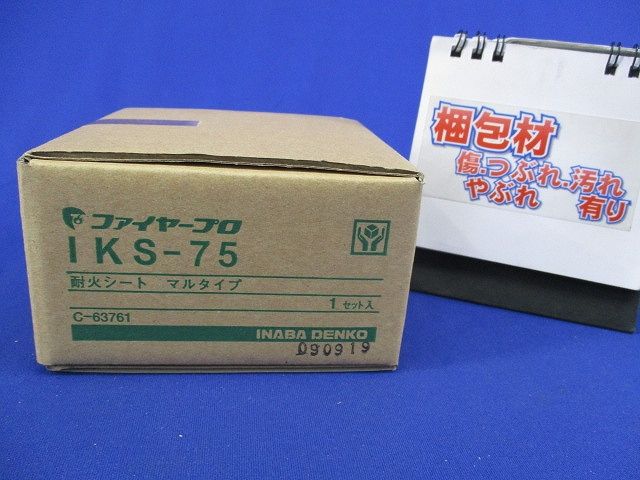 ファイヤープロ
IKS-75
耐火シート マルタイプ
1セット入
C-63761
INABA DENKO
090919
梱包材
傷.つぶれ.汚れ
やぶれ 有り